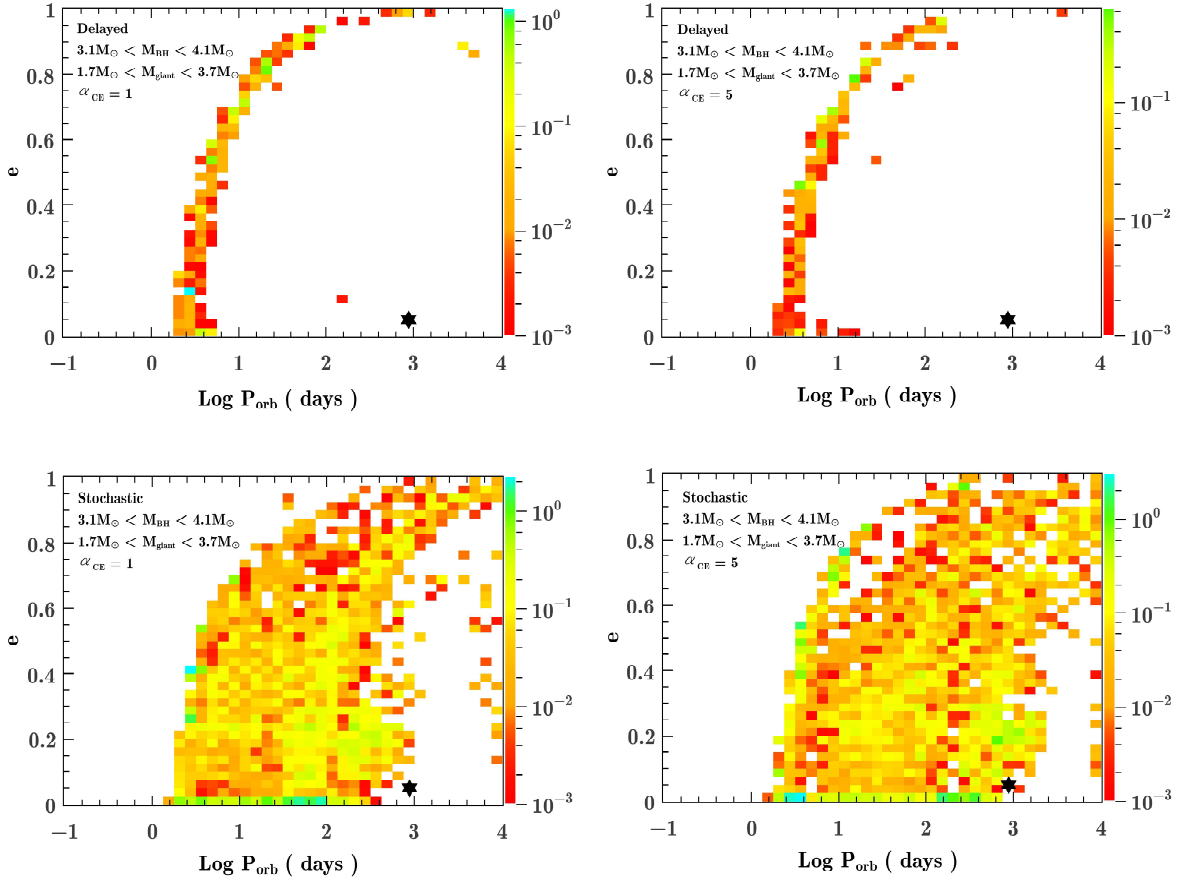 1
Delayed
3.1M⊙ < M_BH < 4.1M⊙
1.7M⊙ < M_giant < 3.7M⊙
α_CE = 1
0.8
0.6
0.4
0.2
0
e
−1 0 1 2 3 4
Log P_orb ( days )
10^0
10^−1
10^−2
10^−3
1
Delayed
3.1M⊙ < M_BH < 4.1M⊙
1.7M⊙ < M_giant < 3.7M⊙
α_CE = 5
0.8
0.6
0.4
0.2
0
e
−1 0 1 2 3 4
Log P_orb ( days )
10^−1
10^−2
10^−3
1
Stochastic
3.1M⊙ < M_BH < 4.1M⊙
1.7M⊙ < M_giant < 3.7M⊙
α_CE = 1
0.8
0.6
0.4
0.2
0
e
−1 0 1 2 3 4
Log P_orb ( days )
10^0
10^−1
10^−2
10^−3
1
Stochastic
3.1M⊙ < M_BH < 4.1M⊙
1.7M⊙ < M_giant < 3.7M⊙
α_CE = 5
0.8
0.6
0.4
0.2
0
e
−1 0 1 2 3 4
Log P_orb ( days )
10^0
10^−1
10^−2
10^−3